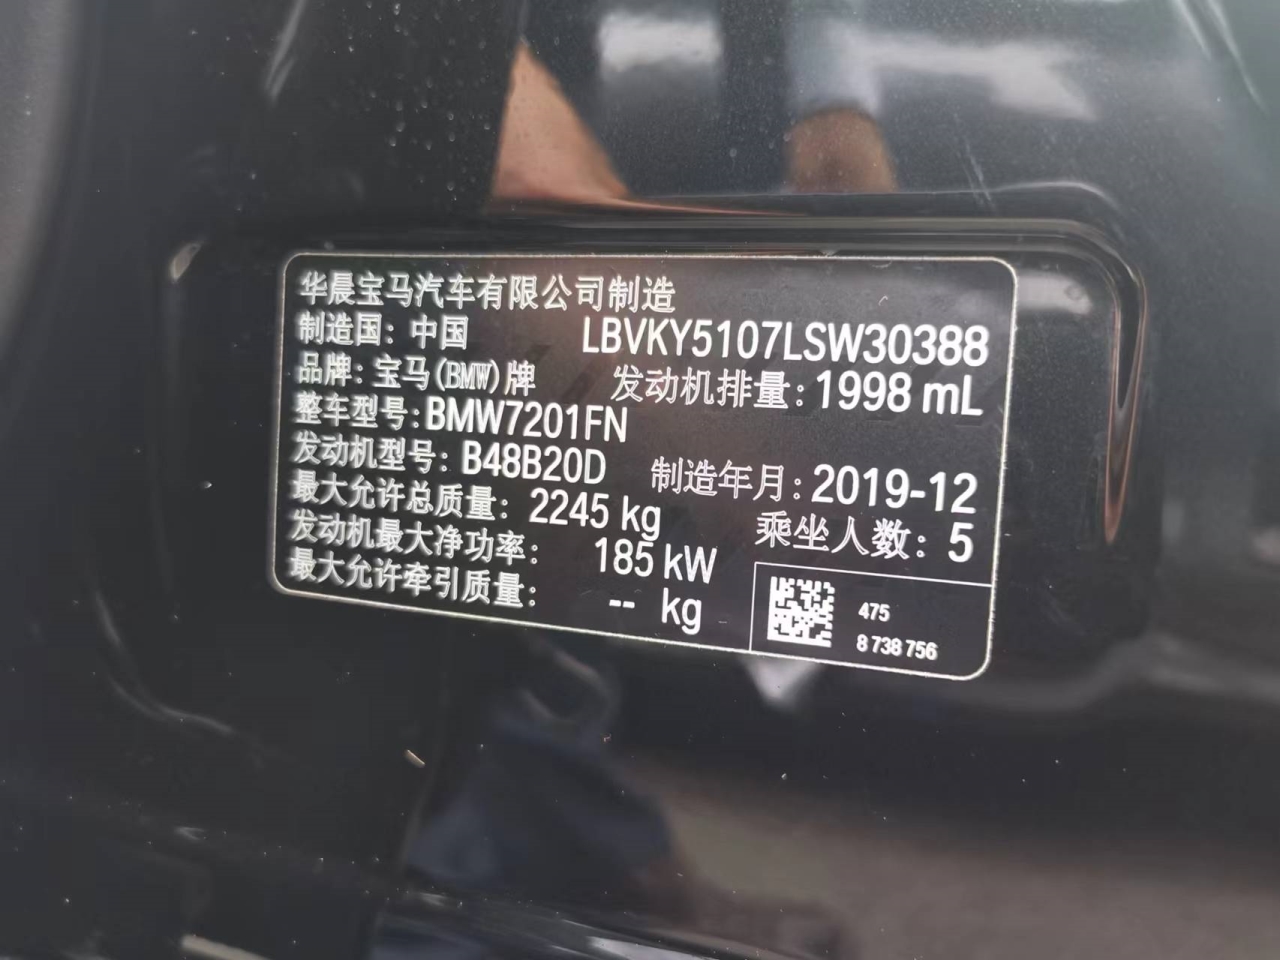 华晨宝马汽车有限公司制造
制造国: 中国 LBVKY5107LSW30388
品牌: 宝马(BMW)牌 发动机排量: 1998 mL
整车型号: BMW7201FN
发动机型号: B48B20D 制造年月: 2019-12
最大允许总质量: 2245 kg 乘坐人数: 5
发动机最大净功率: 185 kW
最大允许牵引质量: -- kg
475
8 738 756